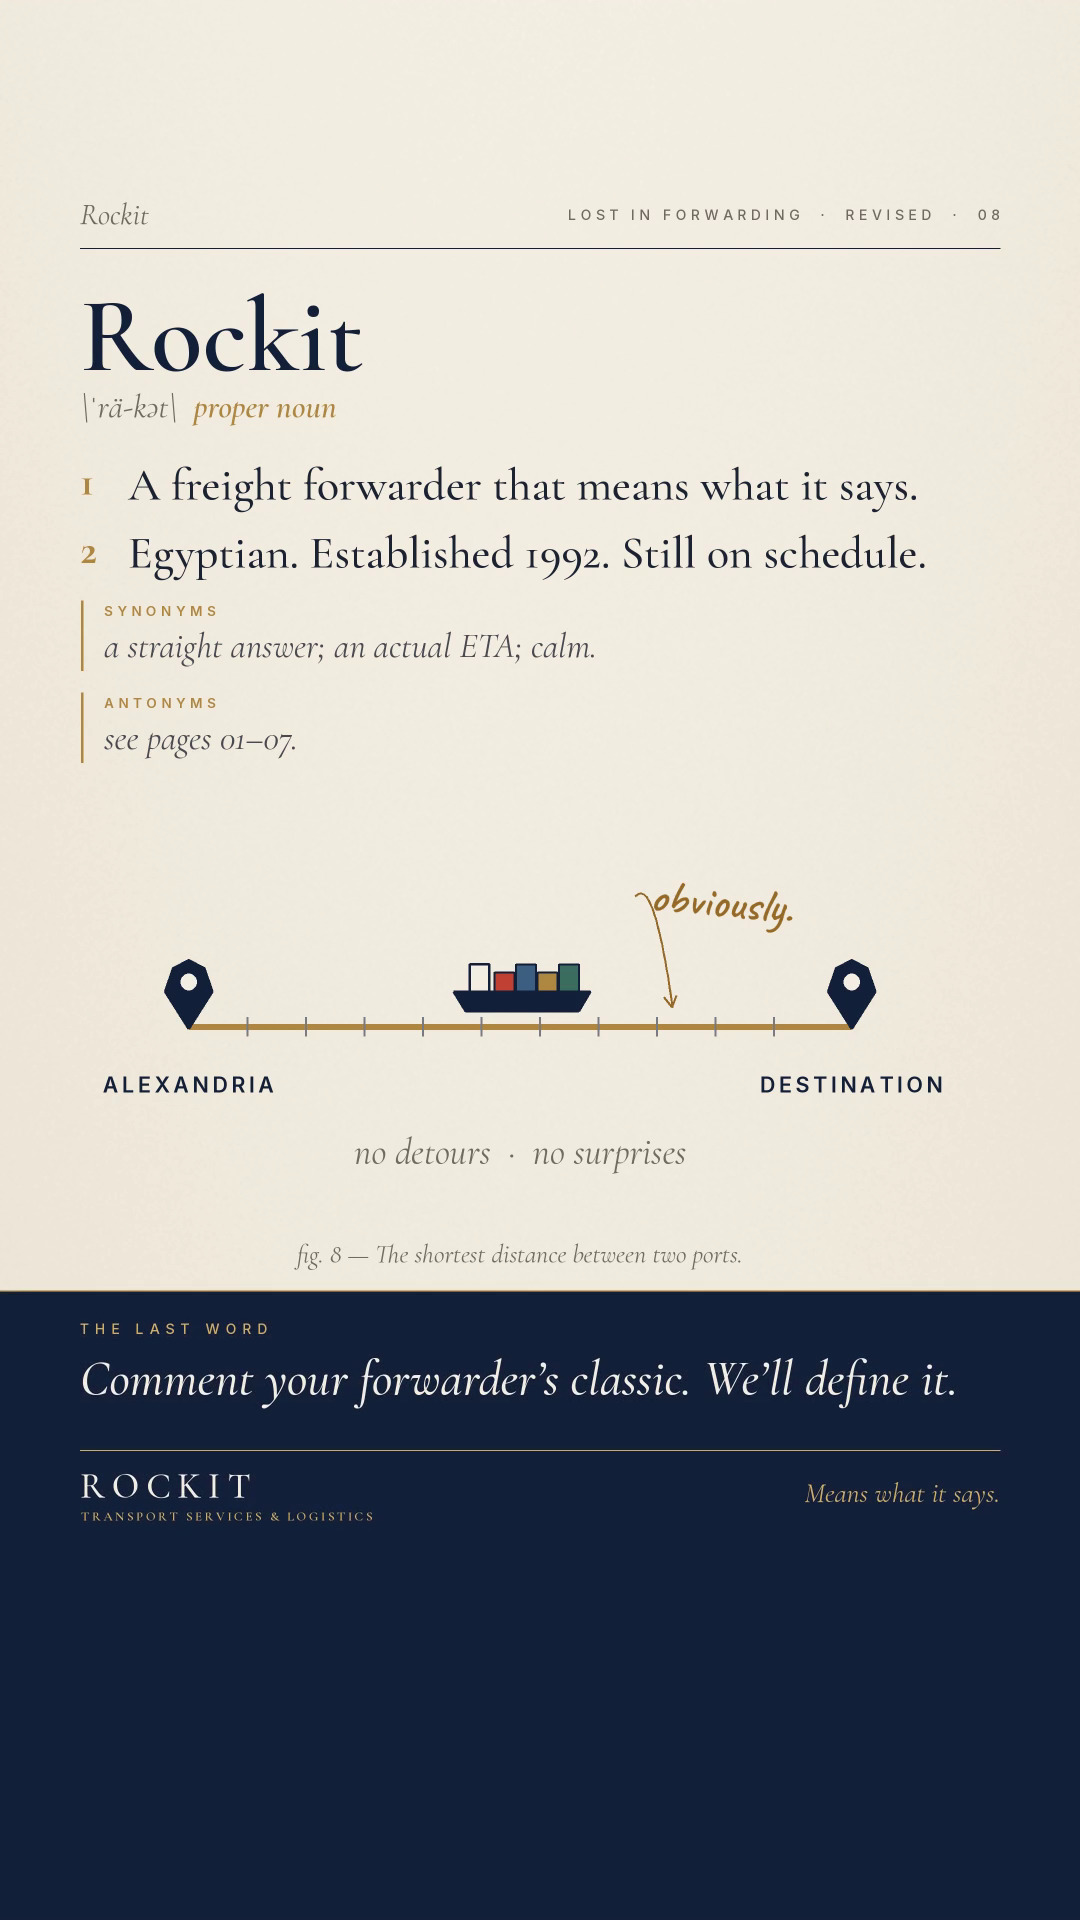 Rockit
LOST IN FORWARDING · REVISED · 08
Rockit
\ˈrä-kət\ proper noun
1 A freight forwarder that means what it says.
2 Egyptian. Established 1992. Still on schedule.
SYNONYMS
a straight answer; an actual ETA; calm.
ANTONYMS
see pages 01–07.
obviously.
ALEXANDRIA
DESTINATION
no detours · no surprises
fig. 8 — The shortest distance between two ports.
THE LAST WORD
Comment your forwarder’s classic. We’ll define it.
ROCKIT
TRANSPORT SERVICES & LOGISTICS
Means what it says.